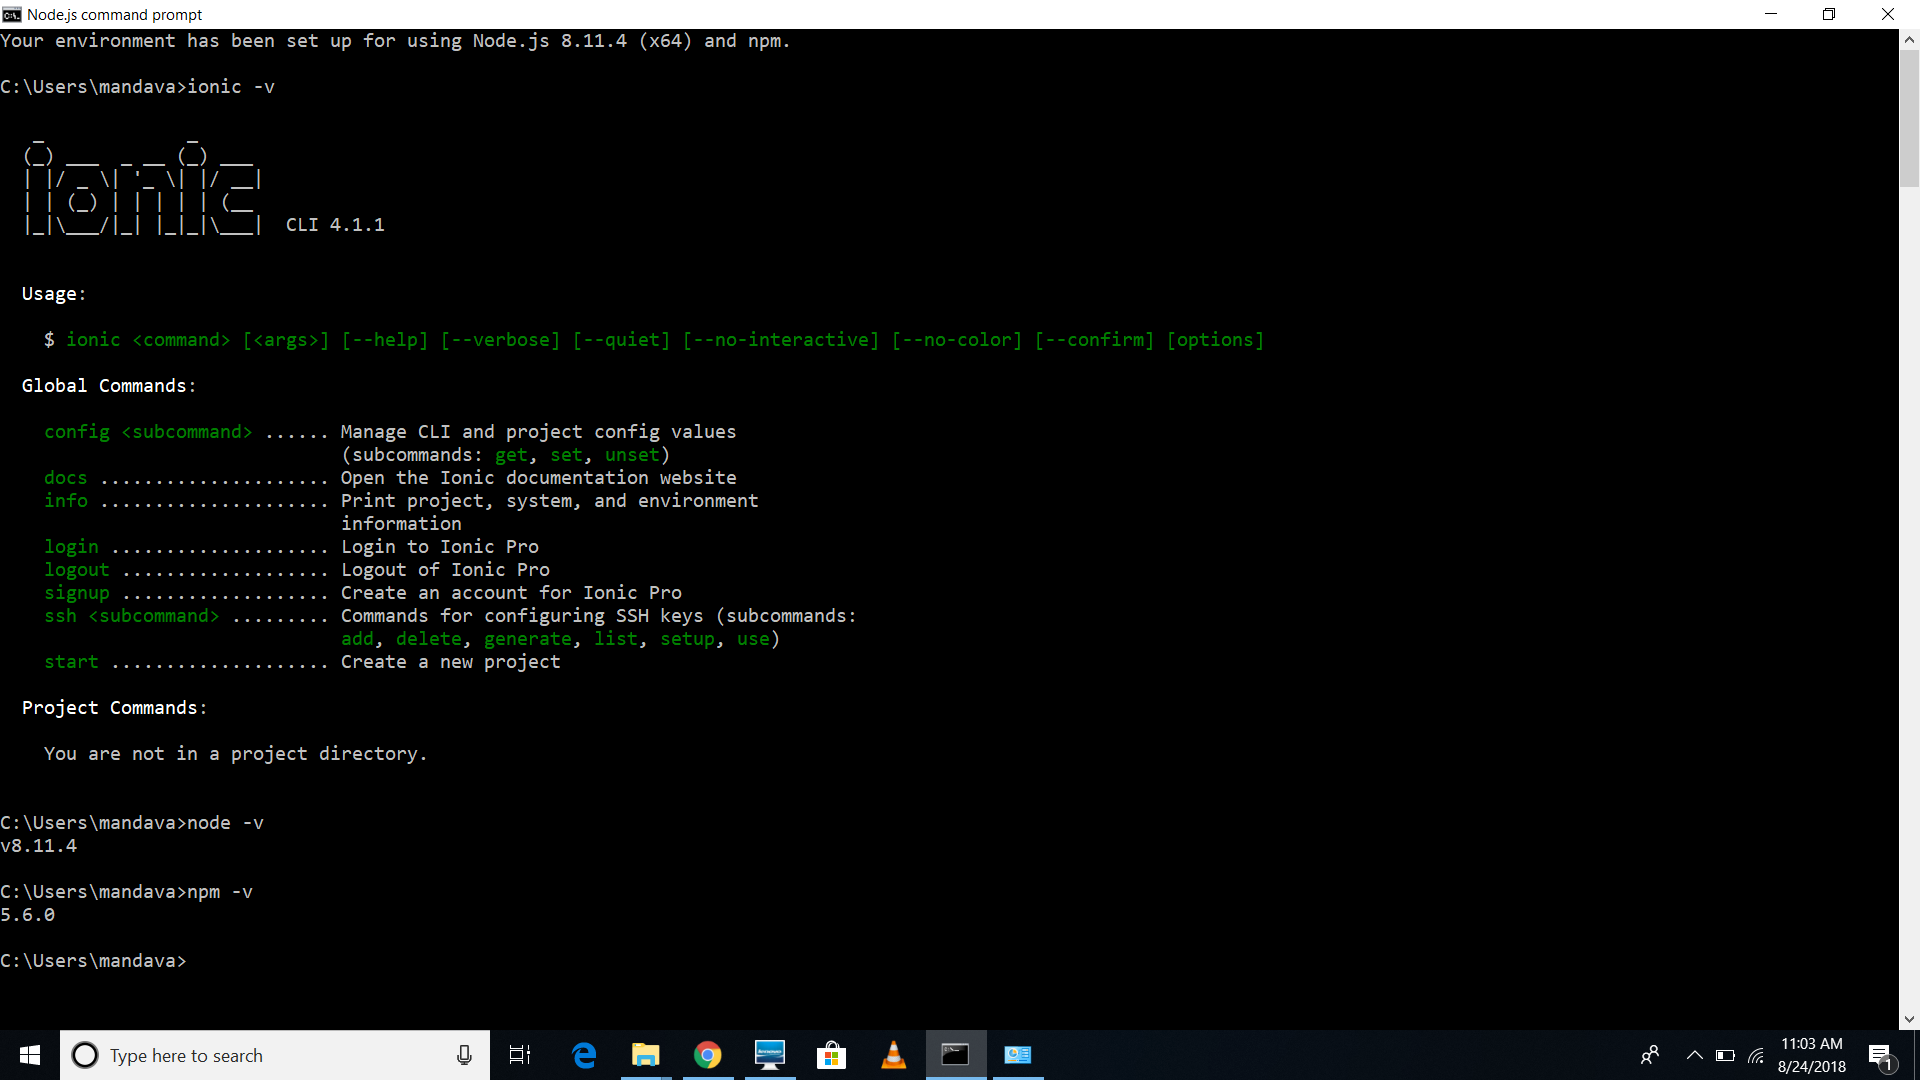 Node.js command prompt
Your environment has been set up for using Node.js 8.11.4 (x64) and npm.
C:\Users\mandava>ionic -v
ionic CLI 4.1.1
Usage:
$ ionic <command> [<args>] [--help] [--verbose] [--quiet] [--no-interactive] [--no-color] [--confirm] [options]
Global Commands:
config <subcommand> ...... Manage CLI and project config values
(subcommands: get, set, unset)
docs ..................... Open the Ionic documentation website
info ..................... Print project, system, and environment
information
login .................... Login to Ionic Pro
logout ................... Logout of Ionic Pro
signup ................... Create an account for Ionic Pro
ssh <subcommand> ......... Commands for configuring SSH keys (subcommands:
add, delete, generate, list, setup, use)
start .................... Create a new project
Project Commands:
You are not in a project directory.
C:\Users\mandava>node -v
v8.11.4
C:\Users\mandava>npm -v
5.6.0
C:\Users\mandava>
Type here to search
11:03 AM
8/24/2018
1